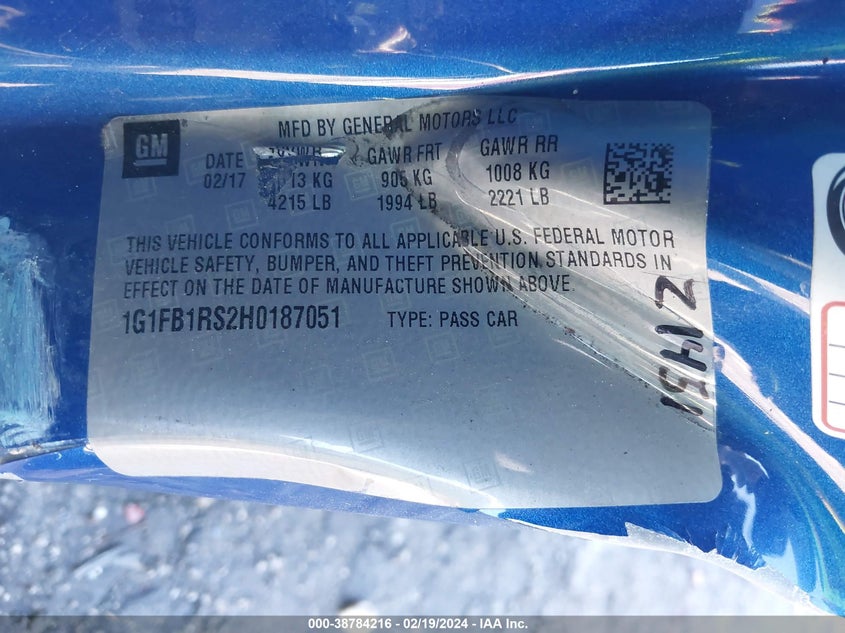 MFD BY GENERAL MOTORS LLC
GM
DATE GAWR FRT GAWR RR
02/17 KG 905 KG 1008 KG
4215 LB 1994 LB 2221 LB
THIS VEHICLE CONFORMS TO ALL APPLICABLE U.S. FEDERAL MOTOR
VEHICLE SAFETY, BUMPER, AND THEFT PREVENTION STANDARDS IN
EFFECT ON THE DATE OF MANUFACTURE SHOWN ABOVE.
1G1FB1RS2H0187051 TYPE: PASS CAR
000-38784216 - 02/19/2024 - IAA Inc.